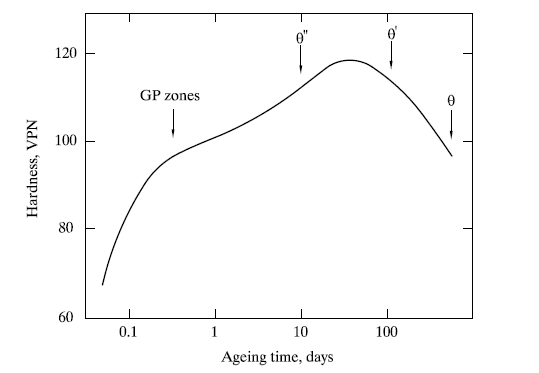 120
100
80
60
Hardness, VPN
GP zones
θ"
θ'
θ
0.1
1
10
100
Ageing time, days